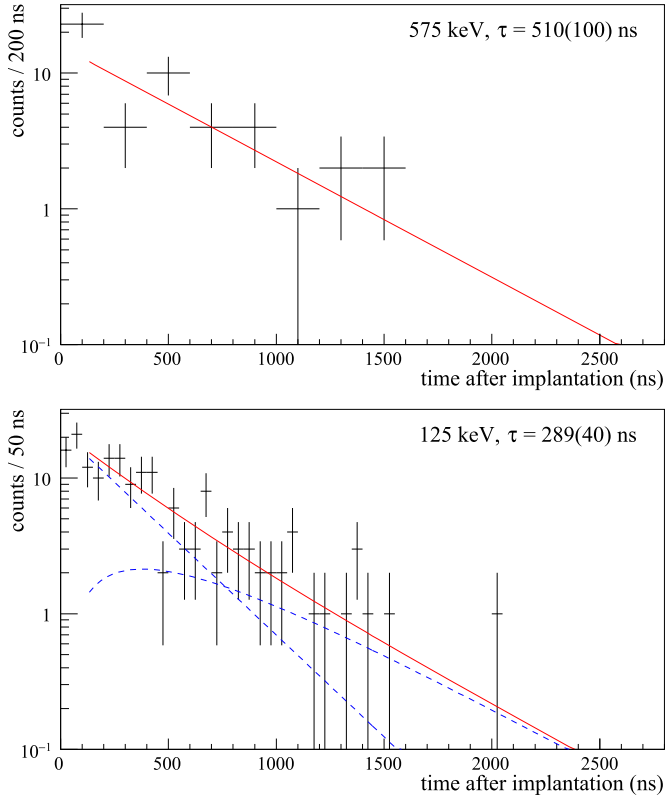 575 keV, τ = 510(100) ns
counts / 200 ns
10
1
10⁻¹
0 500 1000 1500 2000 2500
time after implantation (ns)
125 keV, τ = 289(40) ns
counts / 50 ns
10
1
10⁻¹
0 500 1000 1500 2000 2500
time after implantation (ns)